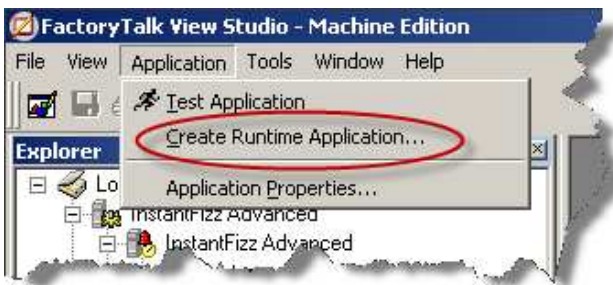 FactoryTalk View Studio - Machine Edition
File View Application Tools Window Help
Test Application
Create Runtime Application...
Explorer
Application Properties...
Lo
InstantFizz Advanced
InstantFizz Advanced